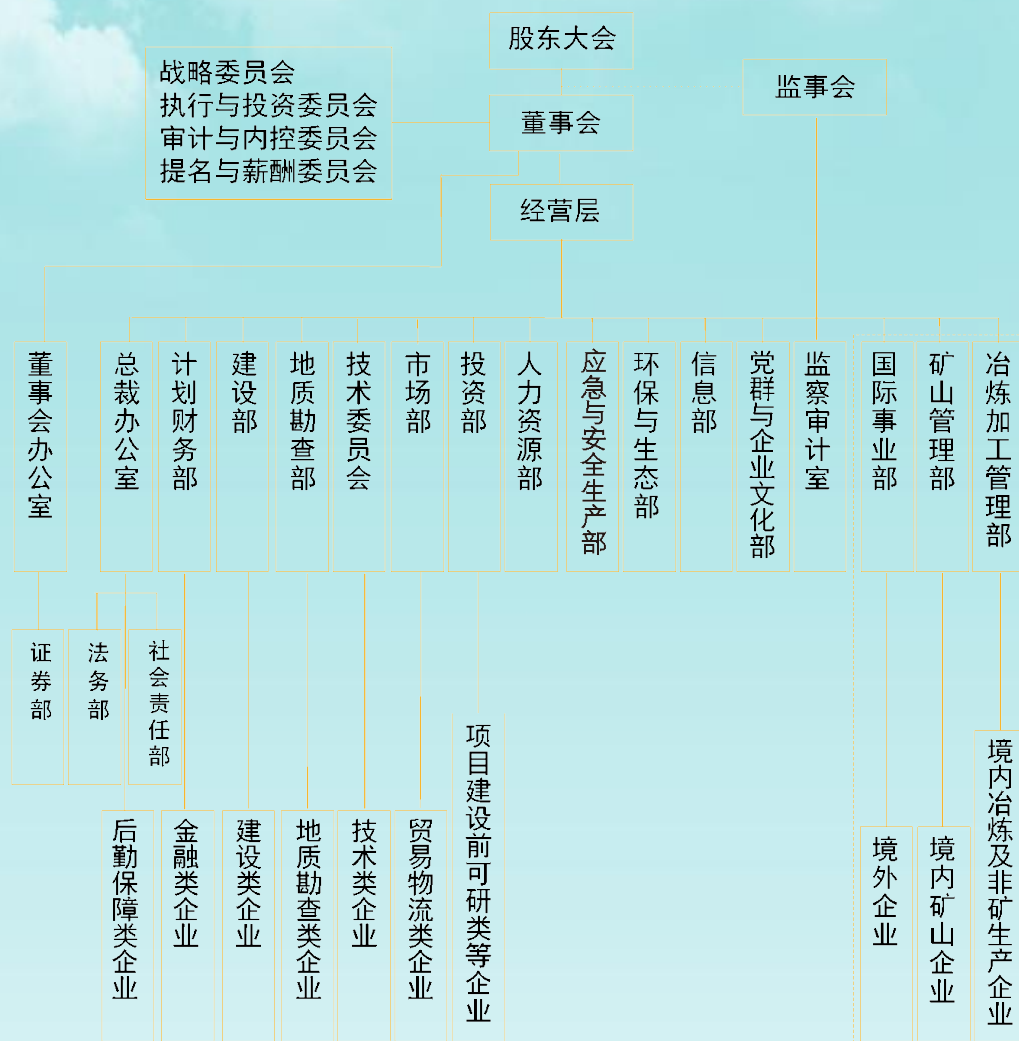 股东大会
监事会
战略委员会
执行与投资委员会
审计与内控委员会
提名与薪酬委员会
董事会
经营层
董事会办公室
总裁办公室
计划财务部
建设部
地质勘查部
技术委员会
市场部
投资部
人力资源部
应急与安全生产部
环保与生态部
信息部
党群与企业文化部
监察审计室
国际事业部
矿山管理部
冶炼加工管理部
证券部
法务部
社会责任部
后勤保障类企业
金融类企业
建设类企业
地质勘查类企业
技术类企业
贸易物流类企业
项目建设前可研类等企业
境外企业
境内矿山企业
境内冶炼及非矿生产企业